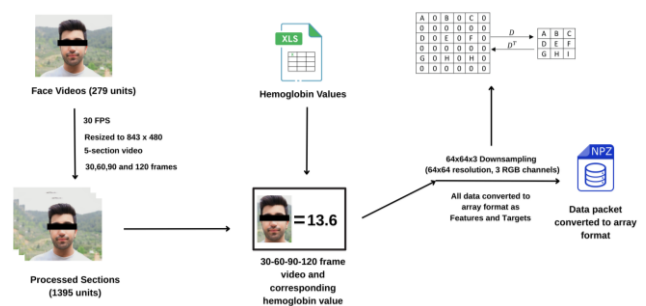 Face Videos (279 units)
30 FPS
Resized to 843 x 480
5-section video
30,60,90 and 120 frames
Processed Sections
(1395 units)
XLS
Hemoglobin Values
=13.6
30-60-90-120 frame
video and
corresponding
hemoglobin value
A 0 B 0 C 0
0 0 0 0 0 0
D 0 E 0 F 0
0 0 0 0 0 0
G 0 H 0 H 0
0 0 0 0 0 0
D
Dᵀ
A B C
D E F
G H I
64x64x3 Downsampling
(64x64 resolution, 3 RGB channels)
All data converted to
array format as
Features and Targets
NPZ
Data packet
converted to array
format